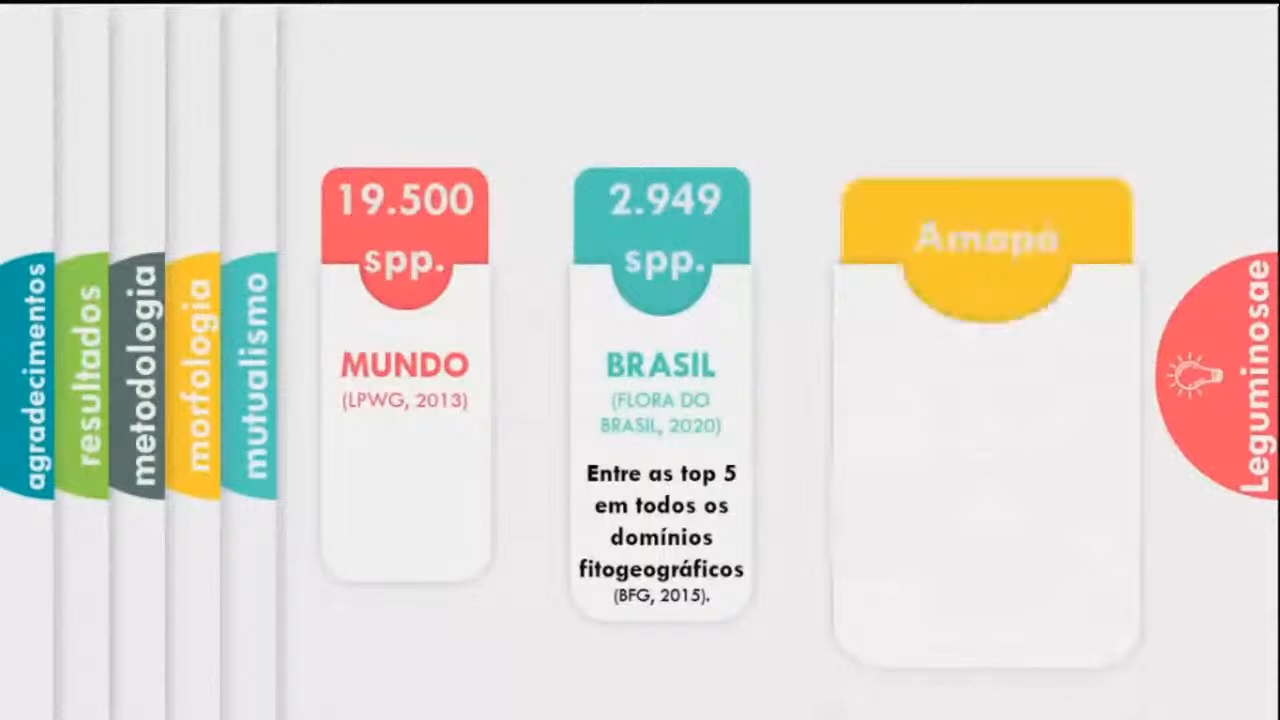 agradecimentos
resultados
metodologia
morfologia
mutualismo
19.500
spp.
MUNDO
(LPWG, 2013)
2.949
spp.
BRASIL
(FLORA DO
BRASIL, 2020)
Entre as top 5
em todos os
domínios
fitogeográficos
(BFG, 2015).
Amapá
Leguminosae